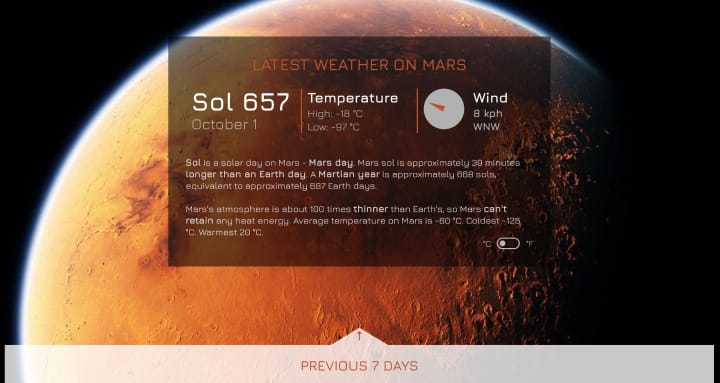 LATEST WEATHER ON MARS
Sol 657
October 1
Temperature
High: -18 °C
Low: -97 °C
Wind
8 kph
WNW
Sol is a solar day on Mars - Mars day. Mars sol is approximately 39 minutes
longer than an Earth day. A Martian year is approximately 668 sols,
equivalent to approximately 687 Earth days.
Mars's atmosphere is about 100 times thinner than Earth's, so Mars can't
retain any heat energy. Average temperature on Mars is -60 °C. Coldest -125
°C. Warmest 20 °C.
°C °F
↑
PREVIOUS 7 DAYS